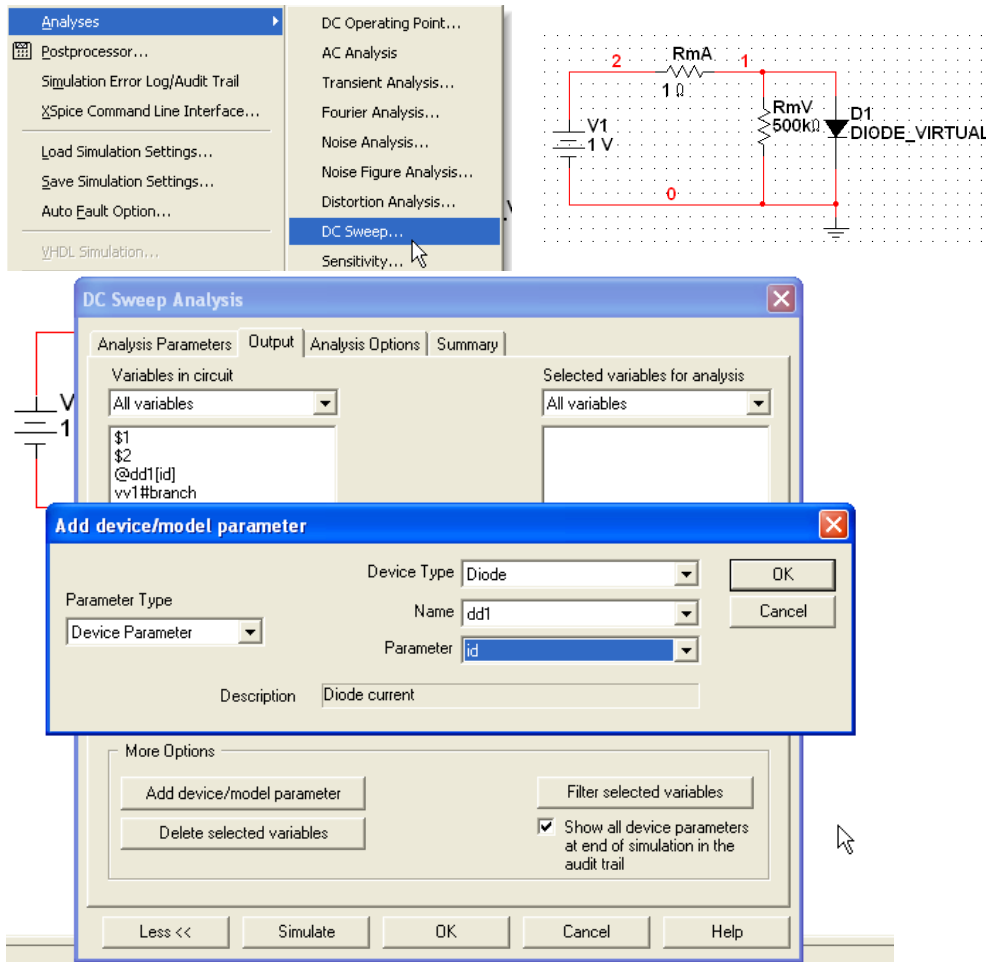 Analyses
Postprocessor...
Simulation Error Log/Audit Trail
XSpice Command Line Interface...
Load Simulation Settings...
Save Simulation Settings...
Auto Fault Option...
VHDL Simulation...
DC Operating Point...
AC Analysis
Transient Analysis...
Fourier Analysis...
Noise Analysis...
Noise Figure Analysis...
Distortion Analysis...
DC Sweep...
Sensitivity...
2 RmA 1
1 Ω
V1
1 V
RmV
500kΩ
D1
DIODE_VIRTUAL
0
DC Sweep Analysis
Analysis Parameters Output Analysis Options Summary
Variables in circuit Selected variables for analysis
All variables All variables
V
1
$1
$2
@dd1[id]
vv1#branch
Add device/model parameter
Device Type Diode OK
Parameter Type
Name dd1 Cancel
Device Parameter
Parameter id
Description Diode current
More Options
Add device/model parameter Filter selected variables
Delete selected variables Show all device parameters
at end of simulation in the
audit trail
Less << Simulate OK Cancel Help